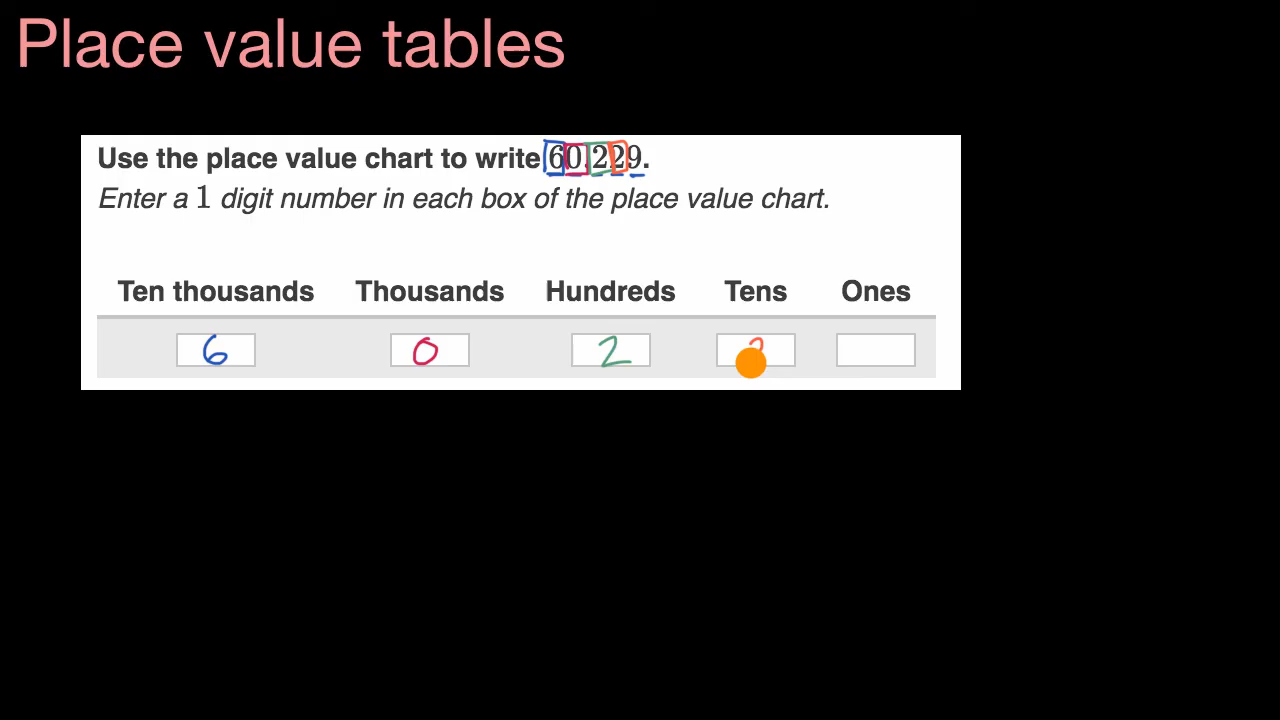 Place value tables
Use the place value chart to write 60,229.
Enter a 1 digit number in each box of the place value chart.
Ten thousands Thousands Hundreds Tens Ones
6 0 2